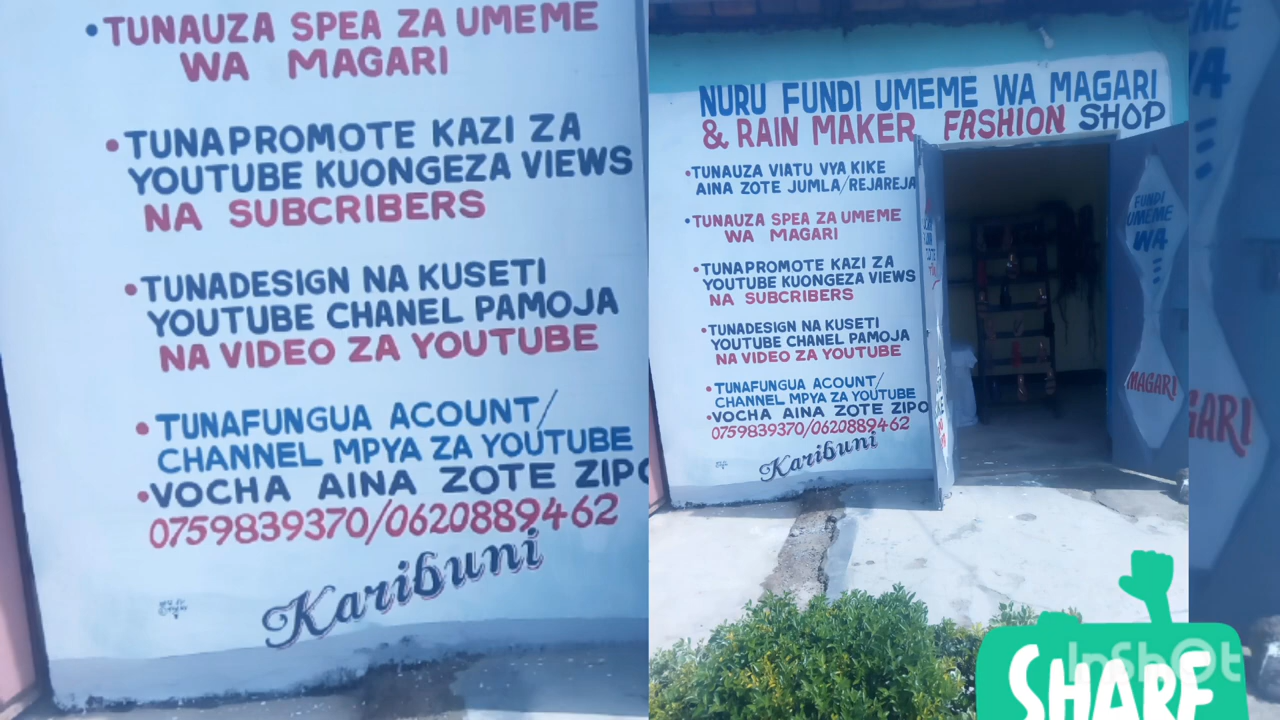 • TUNAUZA SPEA ZA UMEME
WA MAGARI
• TUNAPROMOTE KAZI ZA
YOUTUBE KUONGEZA VIEWS
NA SUBCRIBERS
• TUNADESIGN NA KUSETI
YOUTUBE CHANEL PAMOJA
NA VIDEO ZA YOUTUBE
• TUNAFUNGUA ACOUNT/
CHANNEL MPYA ZA YOUTUBE
• VOCHA AINA ZOTE ZIPO
0759839370/0620889462
Karibuni
NURU FUNDI UMEME WA MAGARI
& RAIN MAKER FASHION SHOP
• TUNAUZA VIATU VYA KIKE
AINA ZOTE JUMLA/REJAREJA
• TUNAUZA SPEA ZA UMEME
WA MAGARI
• TUNAPROMOTE KAZI ZA
YOUTUBE KUONGEZA VIEWS
NA SUBCRIBERS
• TUNADESIGN NA KUSETI
YOUTUBE CHANEL PAMOJA
NA VIDEO ZA YOUTUBE
• TUNAFUNGUA ACOUNT/
CHANNEL MPYA ZA YOUTUBE
• VOCHA AINA ZOTE ZIPO
0759839370/0620889462
Karibuni
FUNDI
UMEME
WA
MAGARI
ME
WA
GARI
SHARE
InShOt